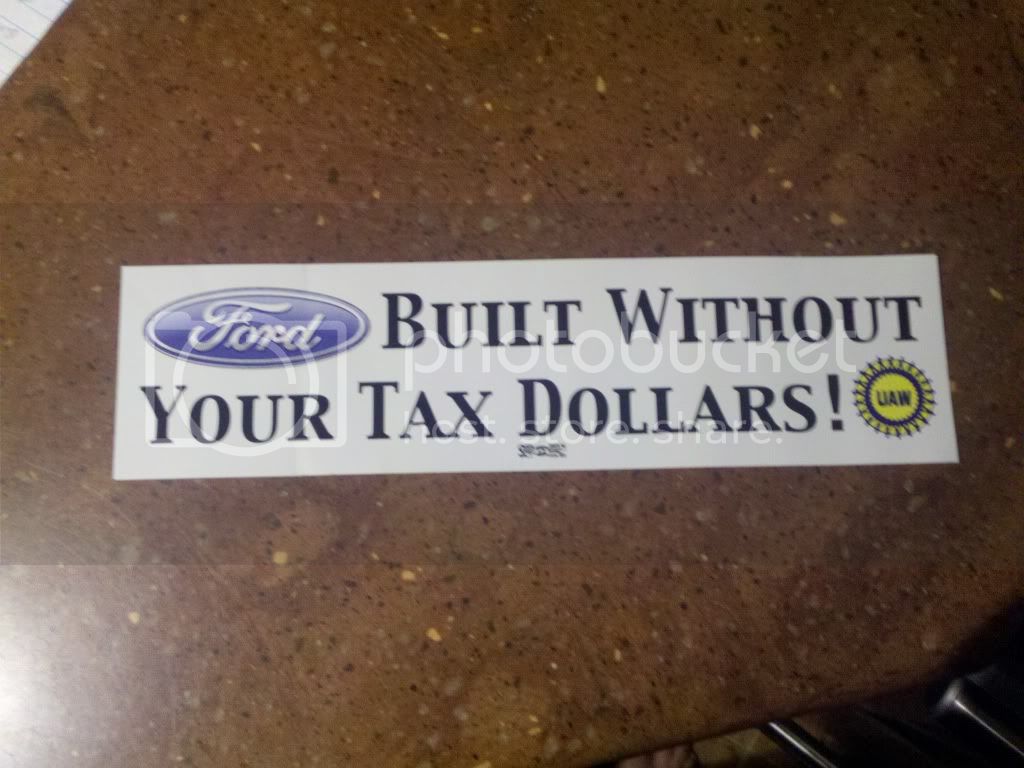 Ford BUILT WITHOUT
YOUR TAX DOLLARS! UAW
photobucket
host. store. share.